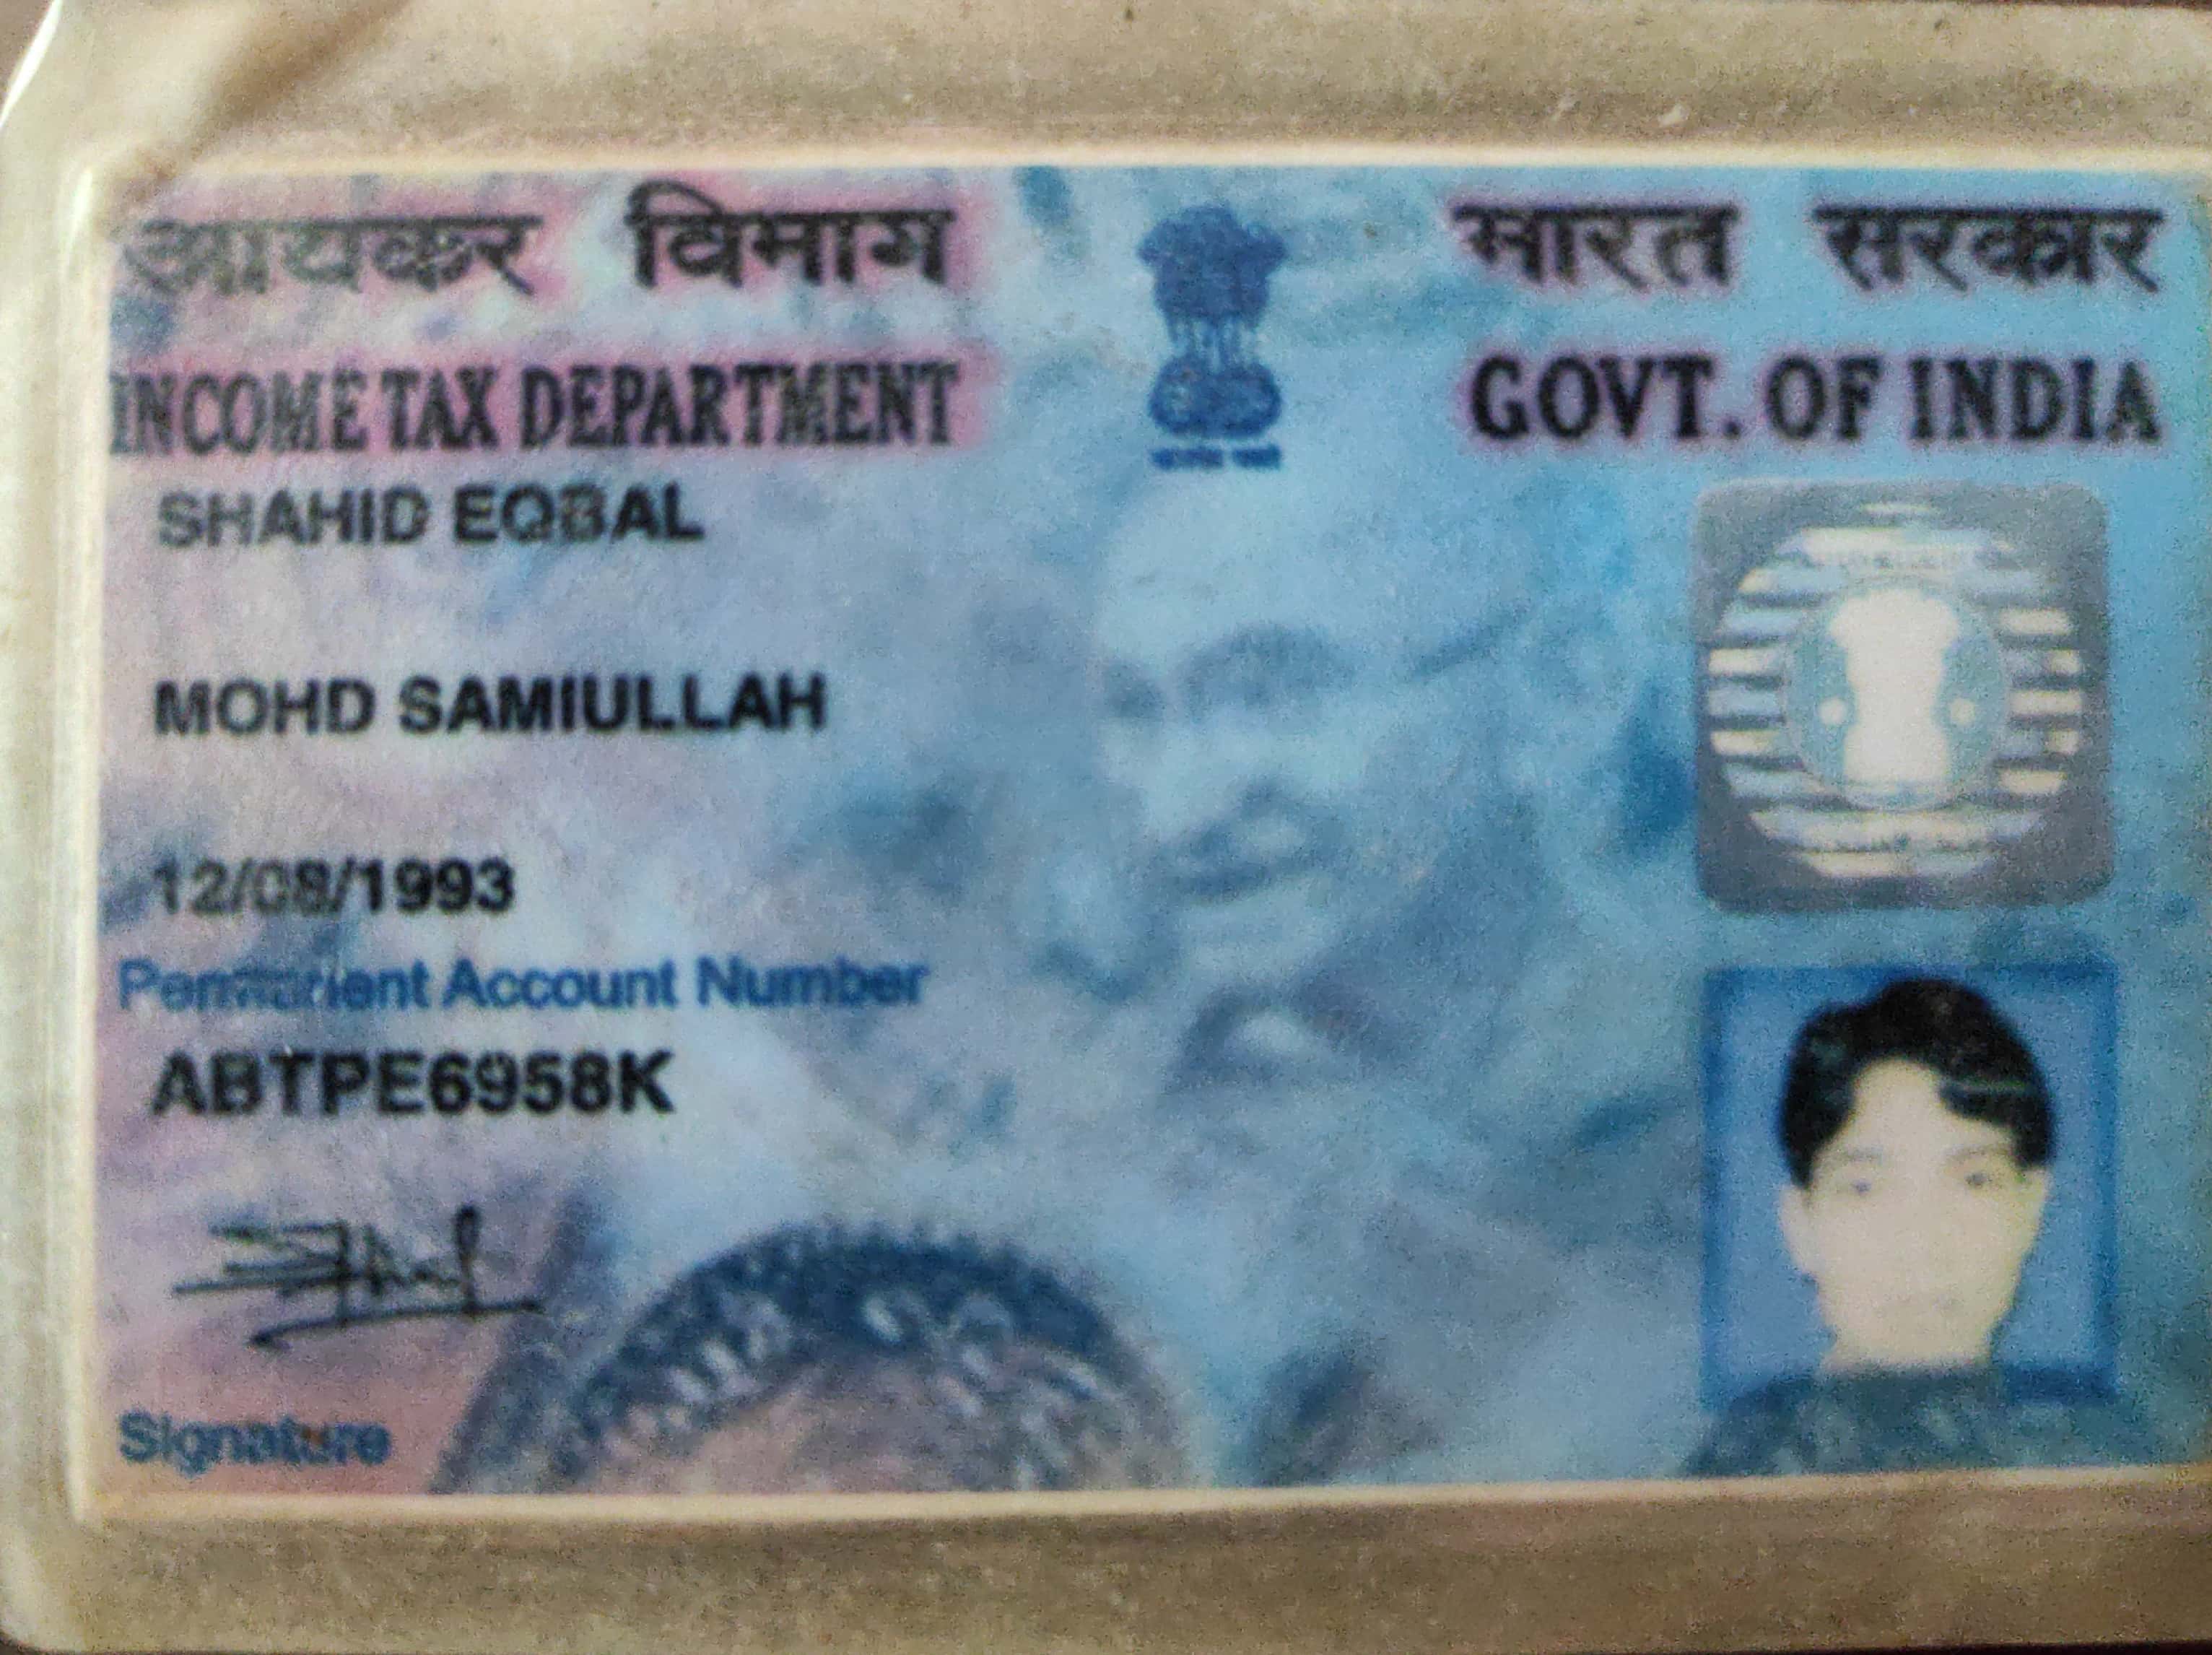 आयकर विभाग
INCOME TAX DEPARTMENT
भारत सरकार
GOVT. OF INDIA
SHAHID EQBAL
MOHD SAMIULLAH
12/08/1993
Permanent Account Number
ABTPE6958K
Signature